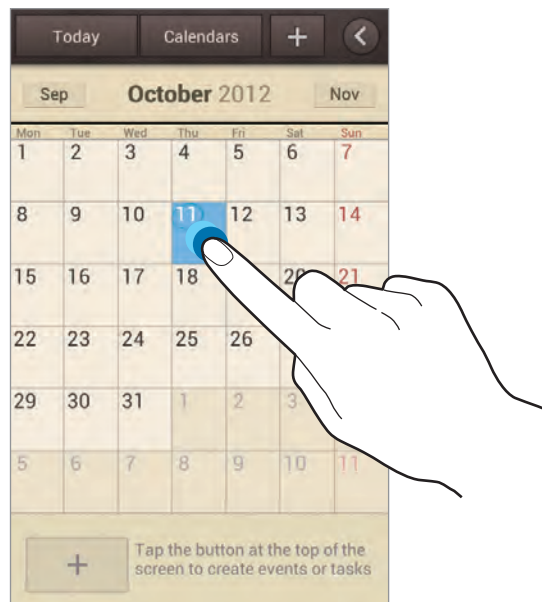 Today Calendars +
Sep October 2012 Nov
Mon Tue Wed Thu Fri Sat Sun
1 2 3 4 5 6 7
8 9 10 11 12 13 14
15 16 17 18 20 21
22 23 24 25 26
29 30 31 1 2 3
5 6 7 8 9 10 11
+ Tap the button at the top of the
screen to create events or tasks